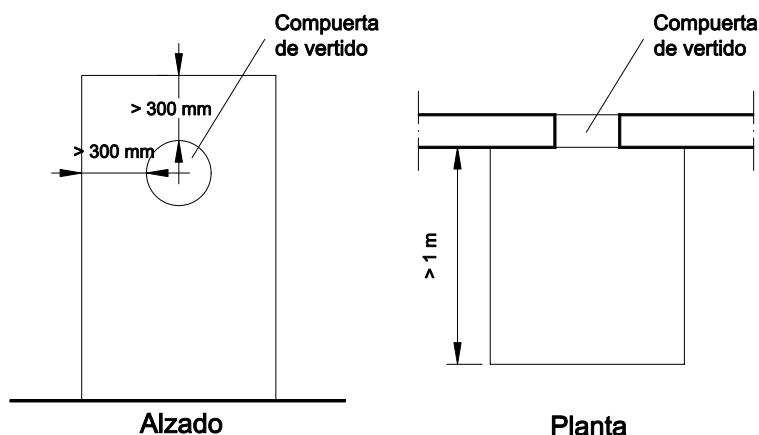 Compuerta
de vertido
> 300 mm
> 300 mm
Alzado
Compuerta
de vertido
> 1 m
Planta